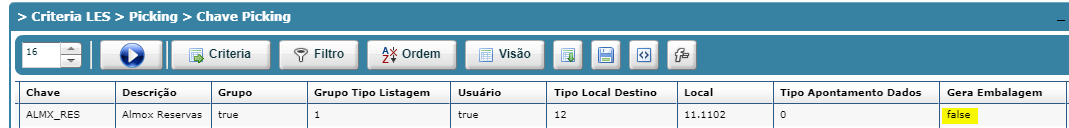 > Criteria LES > Picking > Chave Picking
16 Criteria Filtro Ordem Visão
Chave Descrição Grupo Grupo Tipo Listagem Usuário Tipo Local Destino Local Tipo Apontamento Dados Gera Embalagem
ALMX_RES Almox Reservas true 1 true 12 11.1102 0 false